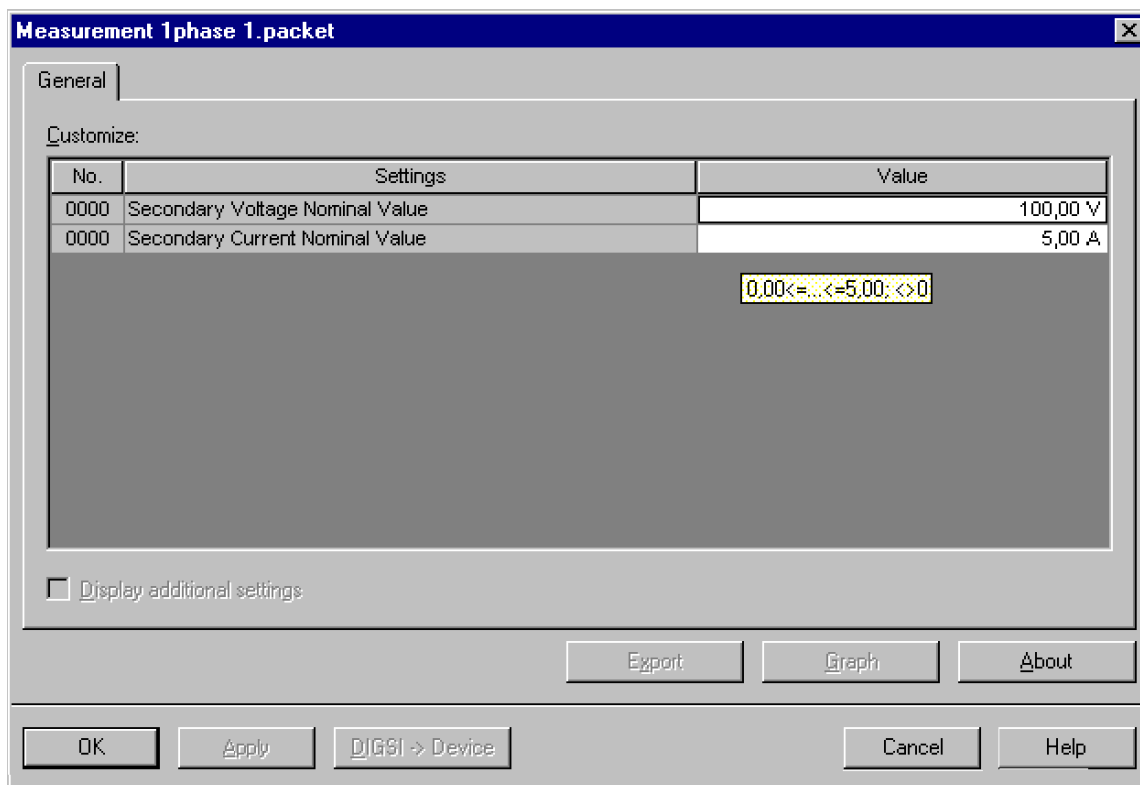 Measurement 1phase 1.packet
General
Customize:
No. Settings Value
0000 Secondary Voltage Nominal Value 100,00 V
0000 Secondary Current Nominal Value 5,00 A
0,00<=...<=5,00; <>0
Display additional settings
Export Graph About
OK Apply DIGSI -> Device Cancel Help